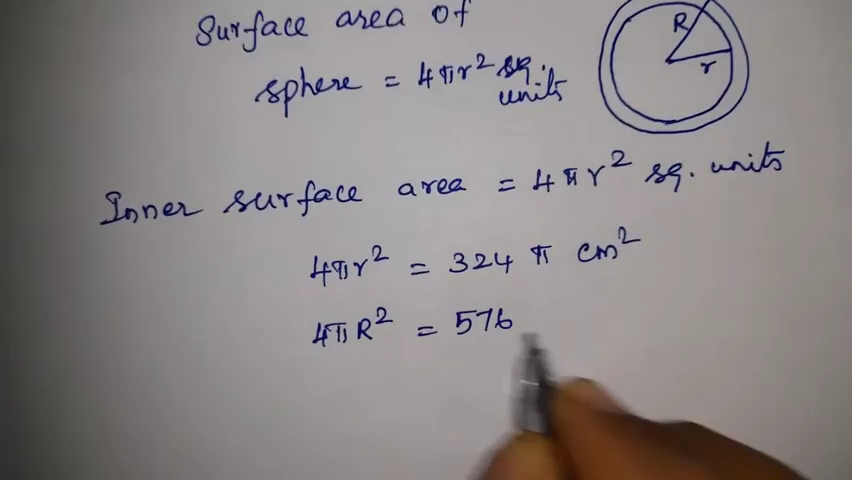 Surface area of
sphere = 4πr² sq. units
R
r
Inner surface area = 4πr² sq. units
4πr² = 324 π cm²
4πR² = 576